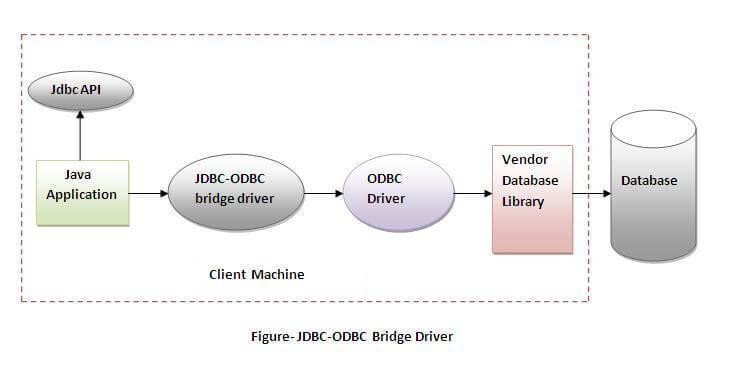 Jdbc API
Java
Application
JDBC-ODBC
bridge driver
ODBC
Driver
Vendor
Database
Library
Database
Client Machine
Figure- JDBC-ODBC Bridge Driver